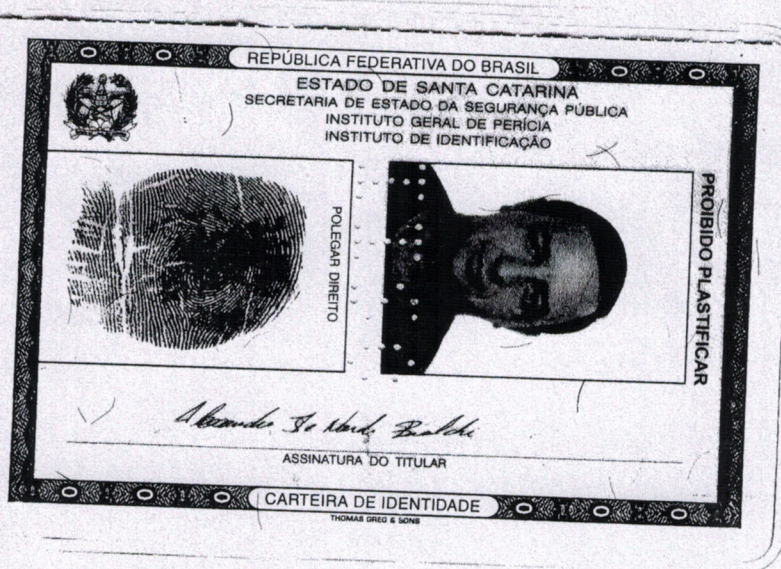 REPÚBLICA FEDERATIVA DO BRASIL
ESTADO DE SANTA CATARINA
SECRETARIA DE ESTADO DA SEGURANÇA PÚBLICA
INSTITUTO GERAL DE PERÍCIA
INSTITUTO DE IDENTIFICAÇÃO
POLEGAR DIREITO
PROIBIDO PLASTIFICAR
ASSINATURA DO TITULAR
CARTEIRA DE IDENTIDADE
THOMAS GREG & SONS